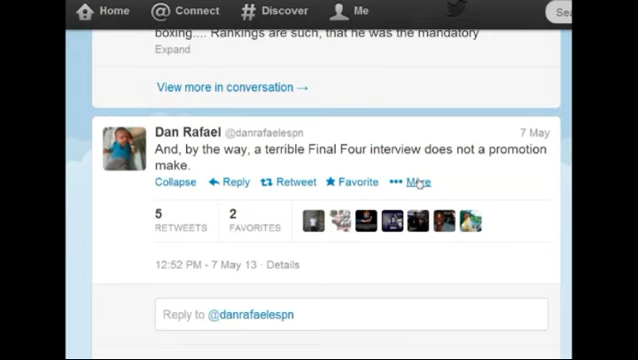 Home @ Connect # Discover Me Sea
boxing.... Rankings are such, that he was the mandatory
Expand
View more in conversation →
Dan Rafael @danrafaelespn 7 May
And, by the way, a terrible Final Four interview does not a promotion
make.
Collapse Reply Retweet Favorite ••• More
5 2
RETWEETS FAVORITES
12:52 PM - 7 May 13 · Details
Reply to @danrafaelespn